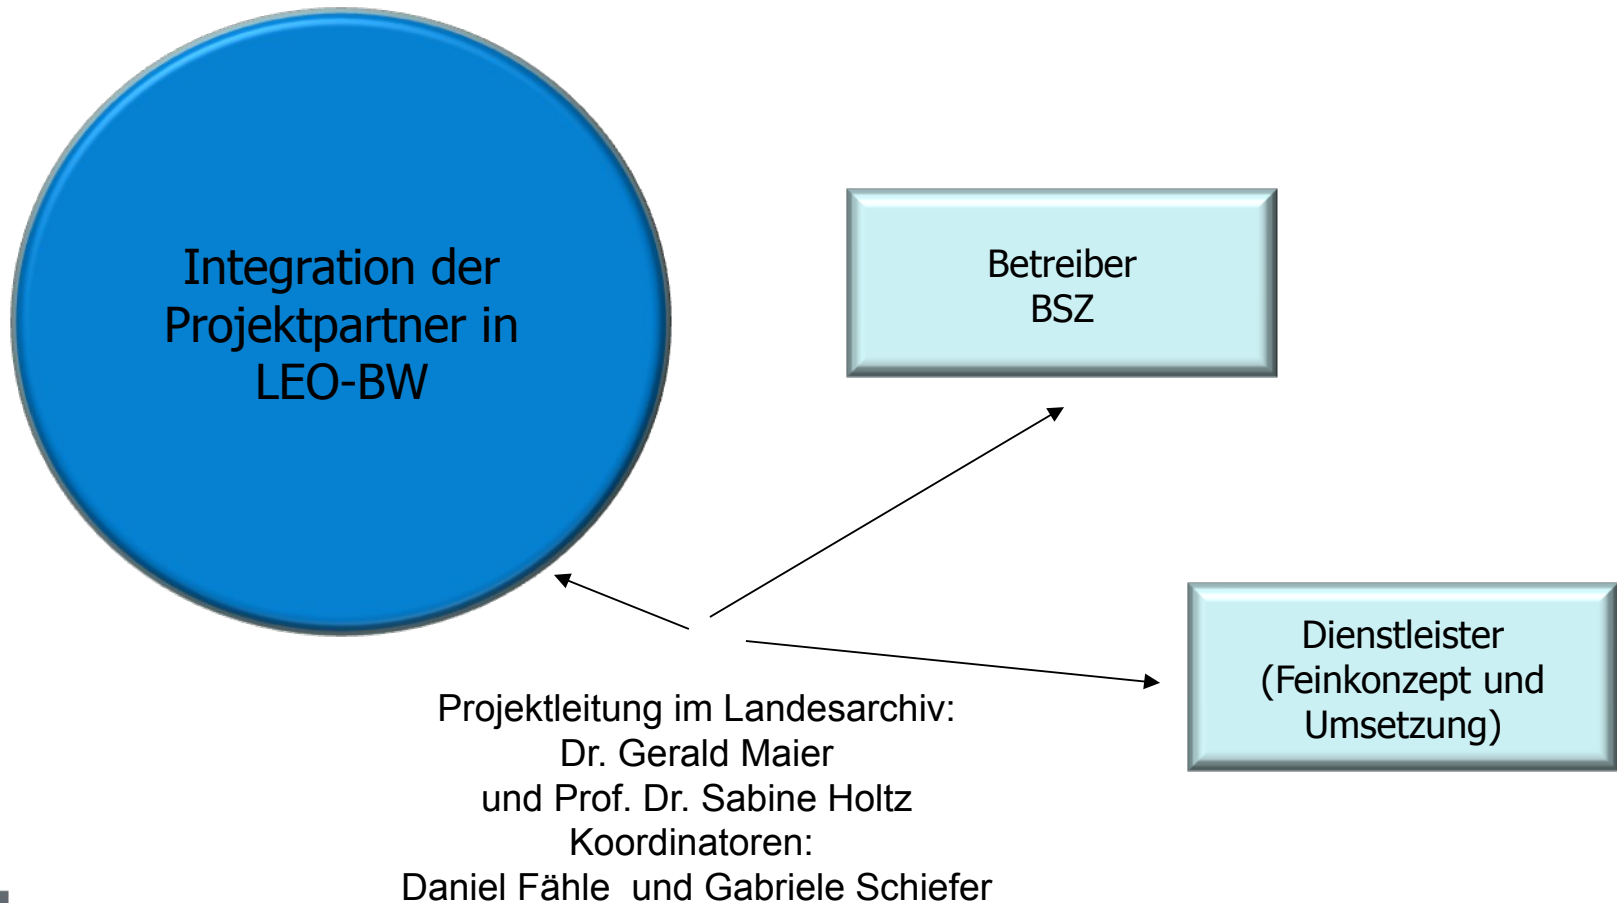 Integration der
Projektpartner in
LEO-BW
Betreiber
BSZ
Dienstleister
(Feinkonzept und
Umsetzung)
Projektleitung im Landesarchiv:
Dr. Gerald Maier
und Prof. Dr. Sabine Holtz
Koordinatoren:
Daniel Fähle und Gabriele Schiefer